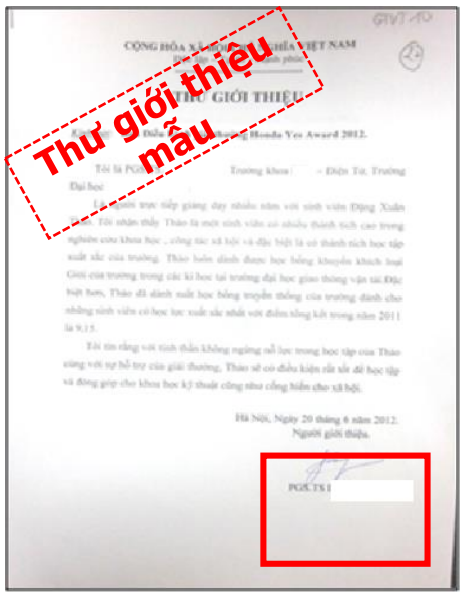 GTVT 10
CỘNG HÒA XÃ HỘI CHỦ NGHĨA VIỆT NAM
Độc lập
THƯ GIỚI THIỆU
Thư giới thiệu
mẫu
thưởng Honda Yes Award 2012.
Tôi là PGS Trưởng khoa – Điện Tử, Trường
Đại học
Là người trực tiếp giảng dạy nhiều năm với sinh viên Đặng Xuân
Thảo. Tôi nhận thấy Thảo là một sinh viên có nhiều thành tích cao trong
nghiên cứu khoa học , công tác xã hội và đặc biệt là có thành tích học tập
xuất sắc của trường. Thảo luôn dành được học bổng khuyến khích loại
Giỏi của trường trong các kì học tại trường đại học giao thông vận tải.Đặc
biệt hơn, Thảo đã dành suất học bổng truyền thống của trường dành cho
những sinh viên có học lực xuất sắc nhất với điểm tổng kết trong năm 2011
là 9.15.
Tôi tin rằng với tinh thần không ngừng nỗ lực trong học tập của Thảo
cùng với sự hỗ trợ của giải thưởng, Thảo sẽ có điều kiện rất tốt để học tập
và đóng góp cho khoa học kỹ thuật cũng như cống hiến cho xã hội.
Hà Nội, Ngày 20 tháng 6 năm 2012.
Người giới thiệu.
PGS.TS